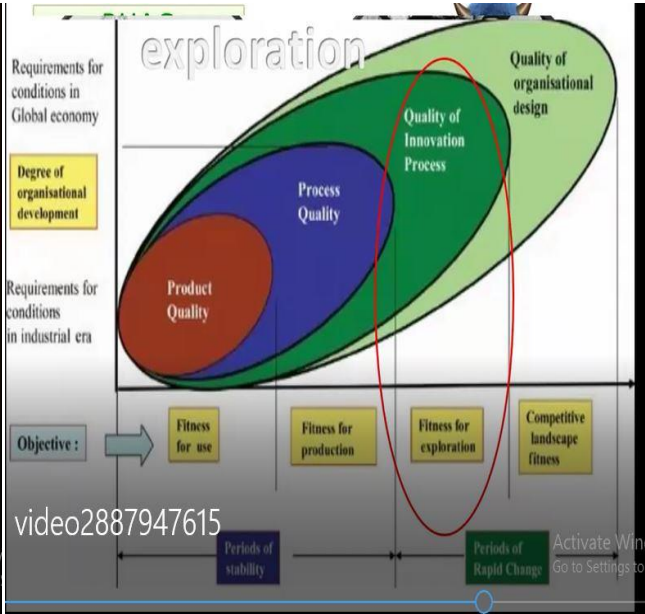 exploration
Requirements for
conditions in
Global economy
Degree of
organisational
development
Requirements for
conditions
in industrial era
Quality of
organisational
design
Quality of
Innovation
Process
Process
Quality
Product
Quality
Objective :
Fitness
for use
Fitness for
production
Fitness for
exploration
Competitive
landscape
fitness
video2887947615
Periods of
stability
Periods of
Rapid Change
Activate Win
Go to Settings to